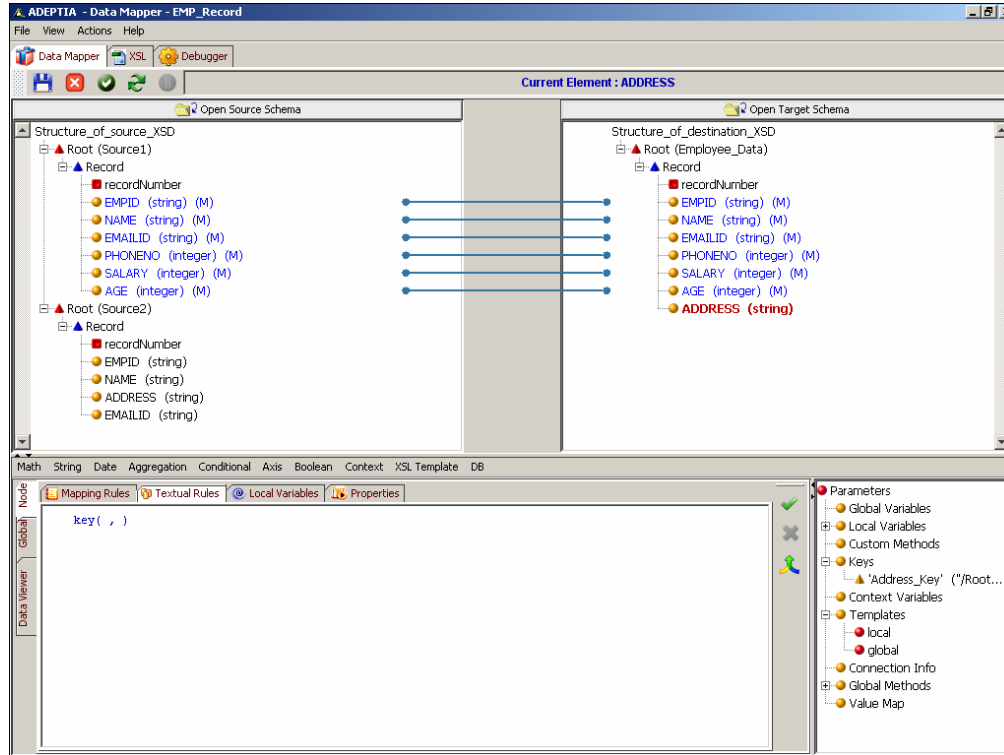 ADEPTIA - Data Mapper - EMP_Record
File View Actions Help
Data Mapper XSL Debugger
Current Element : ADDRESS
Open Source Schema
Open Target Schema
Structure_of_source_XSD
Root (Source1)
Record
recordNumber
EMPID (string) (M)
NAME (string) (M)
EMAILID (string) (M)
PHONENO (integer) (M)
SALARY (integer) (M)
AGE (integer) (M)
Root (Source2)
Record
recordNumber
EMPID (string)
NAME (string)
ADDRESS (string)
EMAILID (string)
Structure_of_destination_XSD
Root (Employee_Data)
Record
recordNumber
EMPID (string) (M)
NAME (string) (M)
EMAILID (string) (M)
PHONENO (integer) (M)
SALARY (integer) (M)
AGE (integer) (M)
ADDRESS (string)
Math String Date Aggregation Conditional Axis Boolean Context XSL Template DB
Node
Global
Data Viewer
Mapping Rules Textual Rules Local Variables Properties
key( , )
Parameters
Global Variables
Local Variables
Custom Methods
Keys
'Address_Key' ("/Root...
Context Variables
Templates
local
global
Connection Info
Global Methods
Value Map